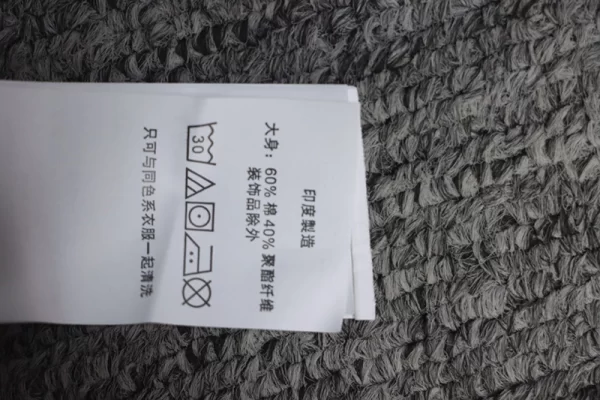 印度製造
大身: 60% 棉 40% 聚酯纤维
装饰品除外
30
只可与同色系衣服一起清洗